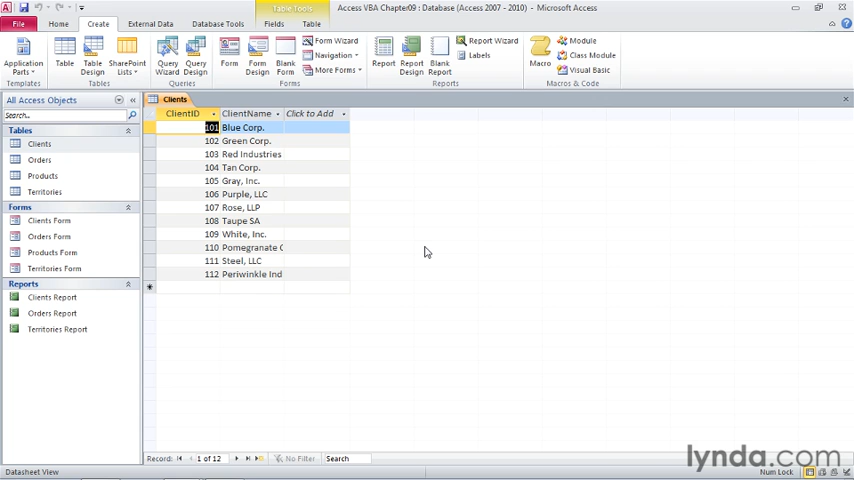 Table Tools
Access VBA Chapter09 : Database (Access 2007 - 2010) - Microsoft Access
File Home Create External Data Database Tools Fields Table
Application Parts
Table
Table Design
SharePoint Lists
Query Wizard
Query Design
Form
Form Design
Blank Form
Form Wizard
Navigation
More Forms
Report
Report Design
Blank Report
Report Wizard
Labels
Macro
Module
Class Module
Visual Basic
Templates Tables Queries Forms Reports Macros & Code
All Access Objects
Search...
Tables
Clients
Orders
Products
Territories
Forms
Clients Form
Orders Form
Products Form
Territories Form
Reports
Clients Report
Orders Report
Territories Report
Clients
ClientID ClientName Click to Add
101 Blue Corp.
102 Green Corp.
103 Red Industries
104 Tan Corp.
105 Gray, Inc.
106 Purple, LLC
107 Rose, LLP
108 Taupe SA
109 White, Inc.
110 Pomegranate C
111 Steel, LLC
112 Periwinkle Ind
Record: 1 of 12 No Filter Search
Datasheet View
Num Lock
lynda.com